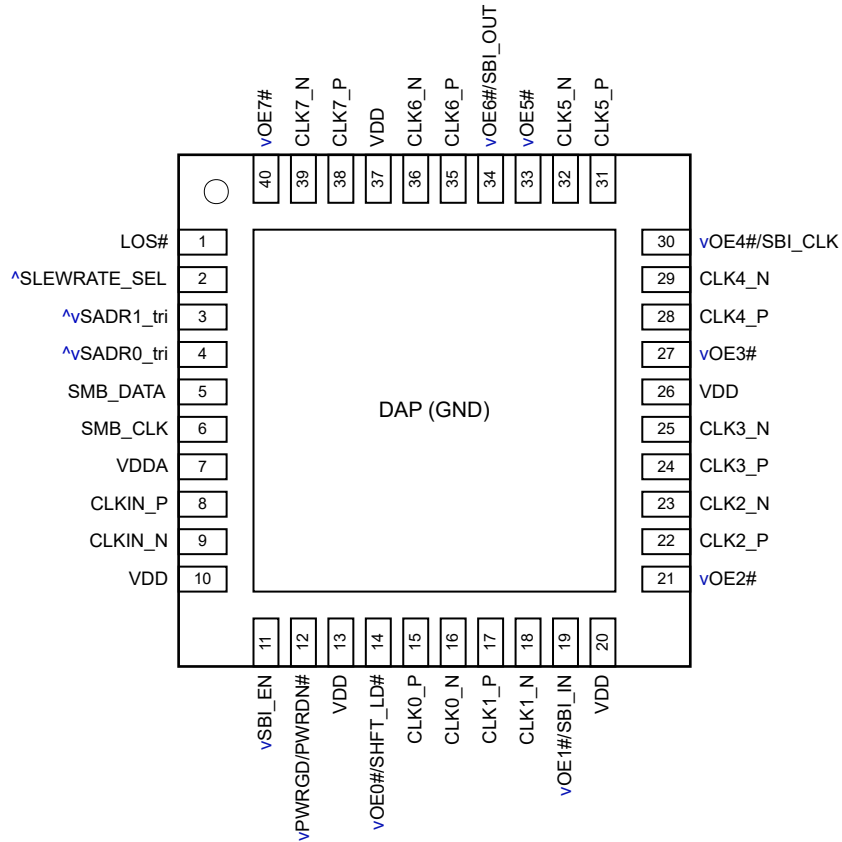 vOE7#
CLK7_N
CLK7_P
VDD
CLK6_N
CLK6_P
vOE6#/SBI_OUT
vOE5#
CLK5_N
CLK5_P
40
39
38
37
36
35
34
33
32
31
LOS# 1
^SLEWRATE_SEL 2
^vSADR1_tri 3
^vSADR0_tri 4
SMB_DATA 5
SMB_CLK 6
VDDA 7
CLKIN_P 8
CLKIN_N 9
VDD 10
DAP (GND)
30 vOE4#/SBI_CLK
29 CLK4_N
28 CLK4_P
27 vOE3#
26 VDD
25 CLK3_N
24 CLK3_P
23 CLK2_N
22 CLK2_P
21 vOE2#
11
12
13
14
15
16
17
18
19
20
vSBI_EN
vPWRGD/PWRDN#
VDD
vOE0#/SHFT_LD#
CLK0_P
CLK0_N
CLK1_P
CLK1_N
vOE1#/SBI_IN
VDD